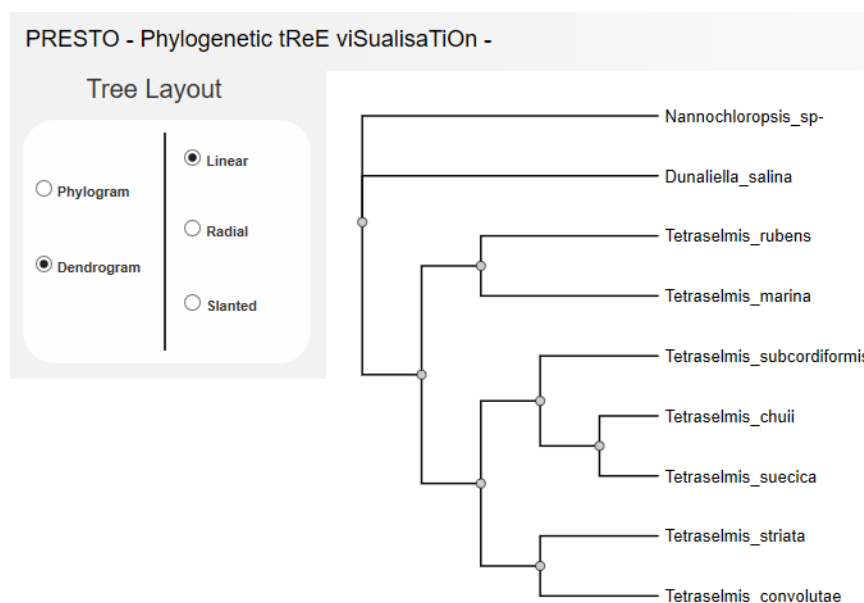 PRESTO - Phylogenetic tReE viSualisaTiOn -
Tree Layout
Phylogram
Dendrogram
Linear
Radial
Slanted
Nannochloropsis_sp-
Dunaliella_salina
Tetraselmis_rubens
Tetraselmis_marina
Tetraselmis_subcordiformis
Tetraselmis_chuii
Tetraselmis_suecica
Tetraselmis_striata
Tetraselmis_convolutae